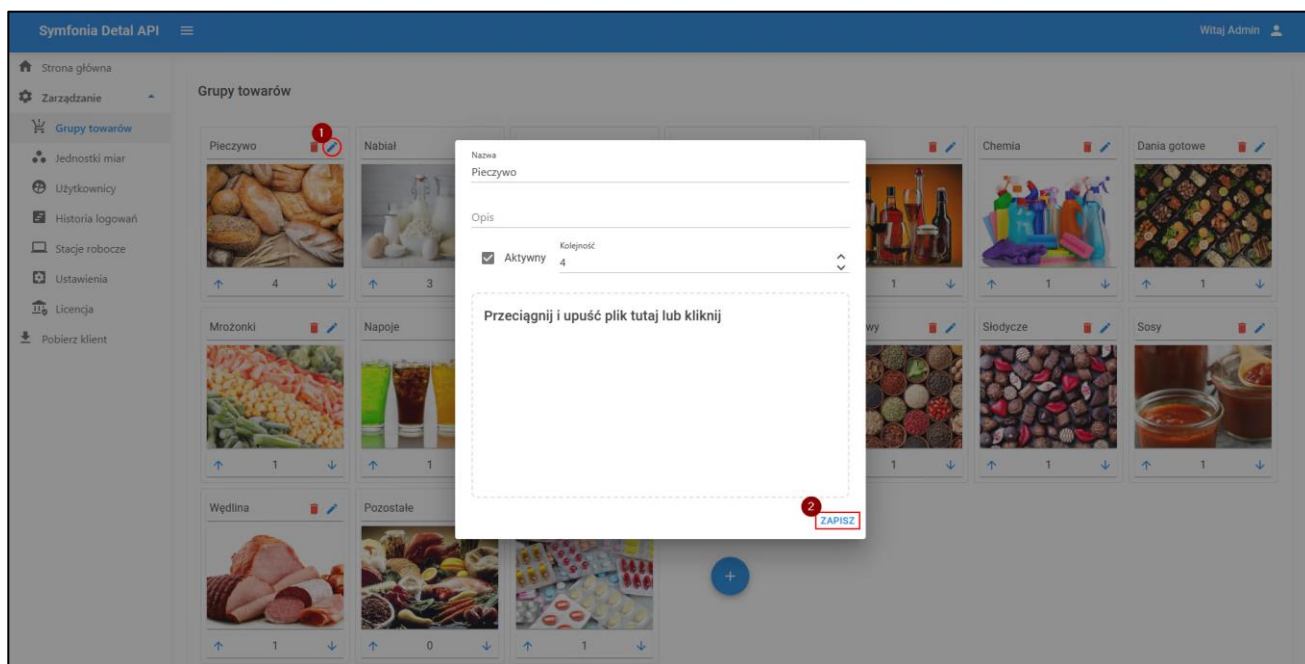 Symfonia Detal API
Witaj Admin
Strona główna
Zarządzanie
Grupy towarów
Jednostki miar
Użytkownicy
Historia logowań
Stacje robocze
Ustawienia
Licencja
Pobierz klient
Grupy towarów
1
Pieczywo
Nabiał
Chemia
Dania gotowe
4
3
1
1
1
Mrożonki
Napoje
wy
Słodycze
Sosy
1
1
1
1
1
Wędlina
Pozostałe
1
0
1
+
Nazwa
Pieczywo
Opis
Aktywny
Kolejność
4
Przeciągnij i upuść plik tutaj lub kliknij
2
ZAPISZ